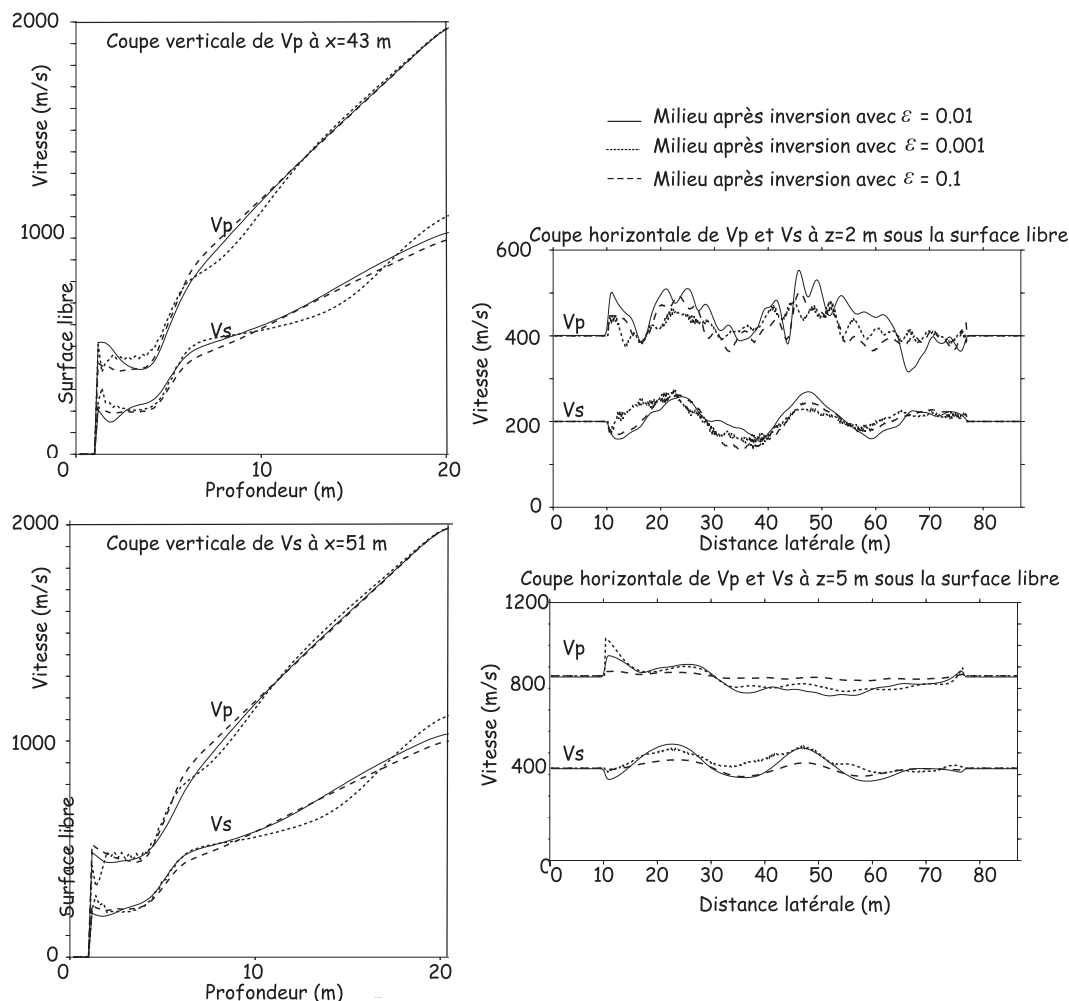 2000
Coupe verticale de Vp à x=43 m
Vitesse (m/s)
1000
Vp
Vs
Surface libre
0
0
10
20
Profondeur (m)
Milieu après inversion avec ε = 0.01
Milieu après inversion avec ε = 0.001
Milieu après inversion avec ε = 0.1
Coupe horizontale de Vp et Vs à z=2 m sous la surface libre
600
Vp
400
Vitesse (m/s)
Vs
200
0
0 10 20 30 40 50 60 70 80
Distance latérale (m)
2000
Coupe verticale de Vs à x=51 m
Vitesse (m/s)
1000
Vp
Vs
Surface libre
0
0
10
20
Profondeur (m)
Coupe horizontale de Vp et Vs à z=5 m sous la surface libre
1200
Vp
800
Vitesse (m/s)
Vs
400
0
0 10 20 30 40 50 60 70 80
Distance latérale (m)